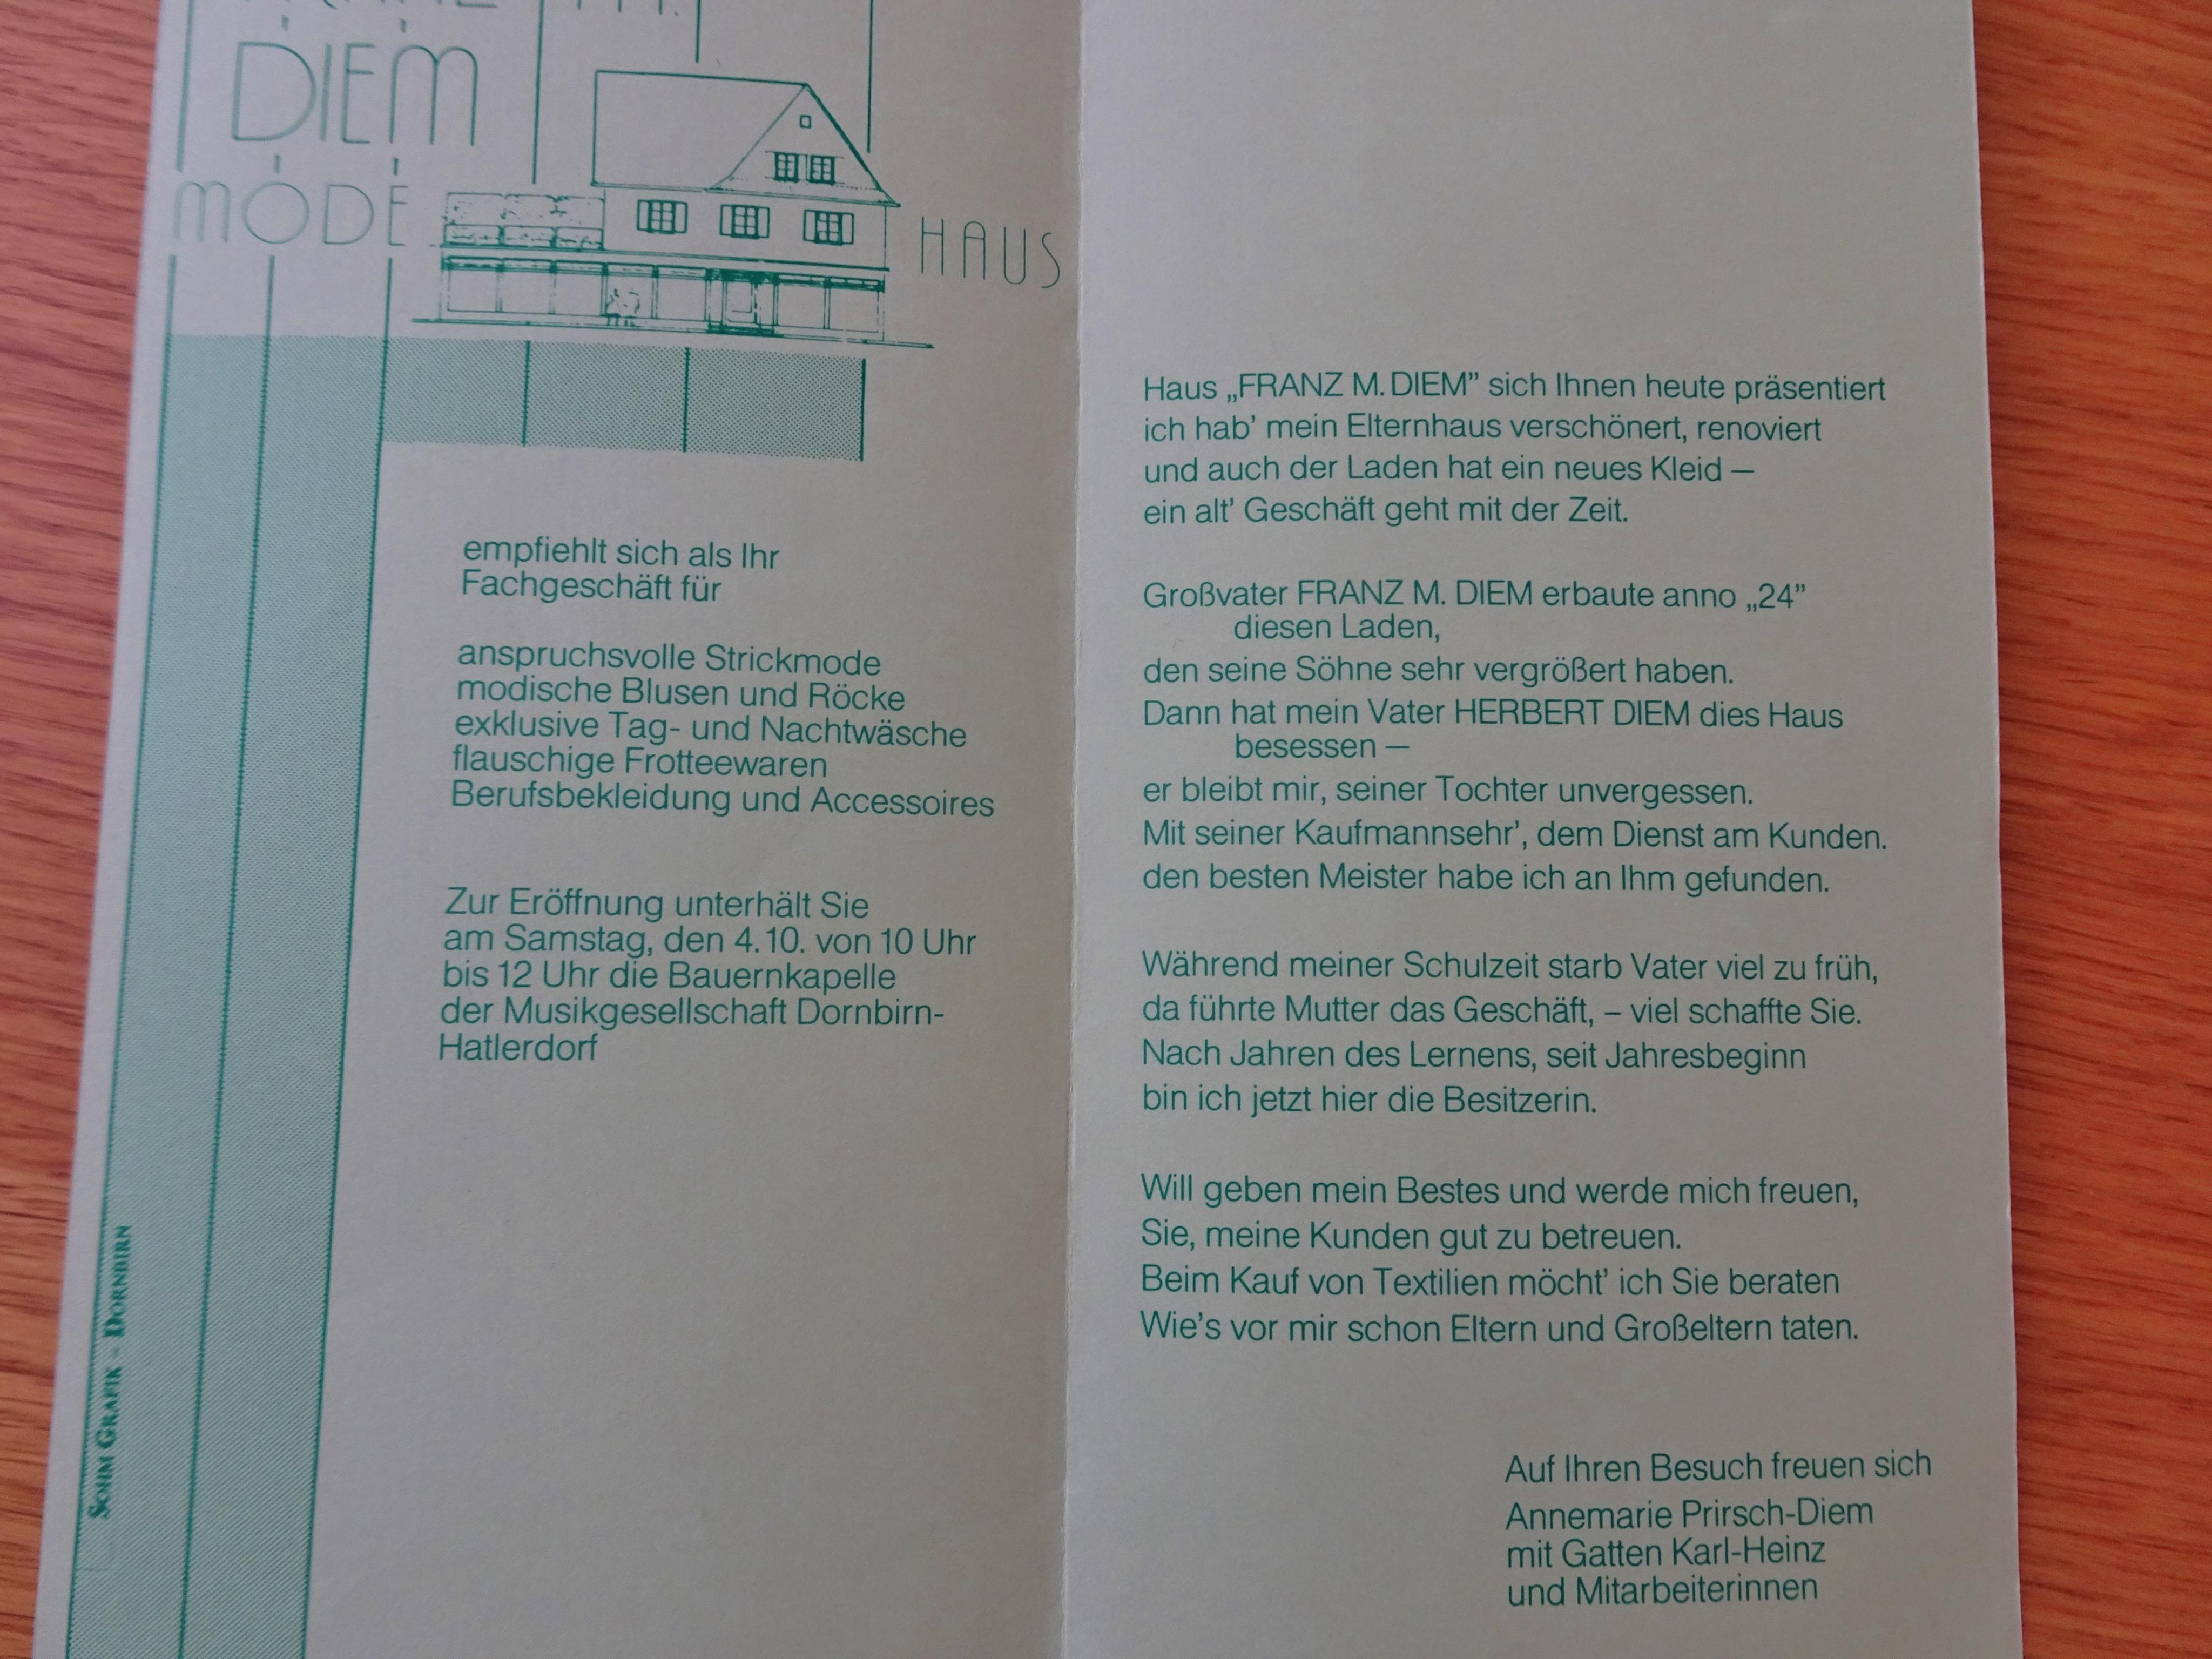 DIEM
MODE
HAUS
empfiehlt sich als Ihr
Fachgeschäft für
anspruchsvolle Strickmode
modische Blusen und Röcke
exklusive Tag- und Nachtwäsche
flauschige Frotteewaren
Berufsbekleidung und Accessoires
Zur Eröffnung unterhält Sie
am Samstag, den 4.10. von 10 Uhr
bis 12 Uhr die Bauernkapelle
der Musikgesellschaft Dornbirn-
Hatlerdorf
SOHM GRAFIK - DORNBIRN
Haus „FRANZ M. DIEM” sich Ihnen heute präsentiert
ich hab’ mein Elternhaus verschönert, renoviert
und auch der Laden hat ein neues Kleid —
ein alt’ Geschäft geht mit der Zeit.
Großvater FRANZ M. DIEM erbaute anno „24”
diesen Laden,
den seine Söhne sehr vergrößert haben.
Dann hat mein Vater HERBERT DIEM dies Haus
besessen —
er bleibt mir, seiner Tochter unvergessen.
Mit seiner Kaufmannsehr’, dem Dienst am Kunden.
den besten Meister habe ich an Ihm gefunden.
Während meiner Schulzeit starb Vater viel zu früh,
da führte Mutter das Geschäft, – viel schaffte Sie.
Nach Jahren des Lernens, seit Jahresbeginn
bin ich jetzt hier die Besitzerin.
Will geben mein Bestes und werde mich freuen,
Sie, meine Kunden gut zu betreuen.
Beim Kauf von Textilien möcht’ ich Sie beraten
Wie’s vor mir schon Eltern und Großeltern taten.
Auf Ihren Besuch freuen sich
Annemarie Prirsch-Diem
mit Gatten Karl-Heinz
und Mitarbeiterinnen